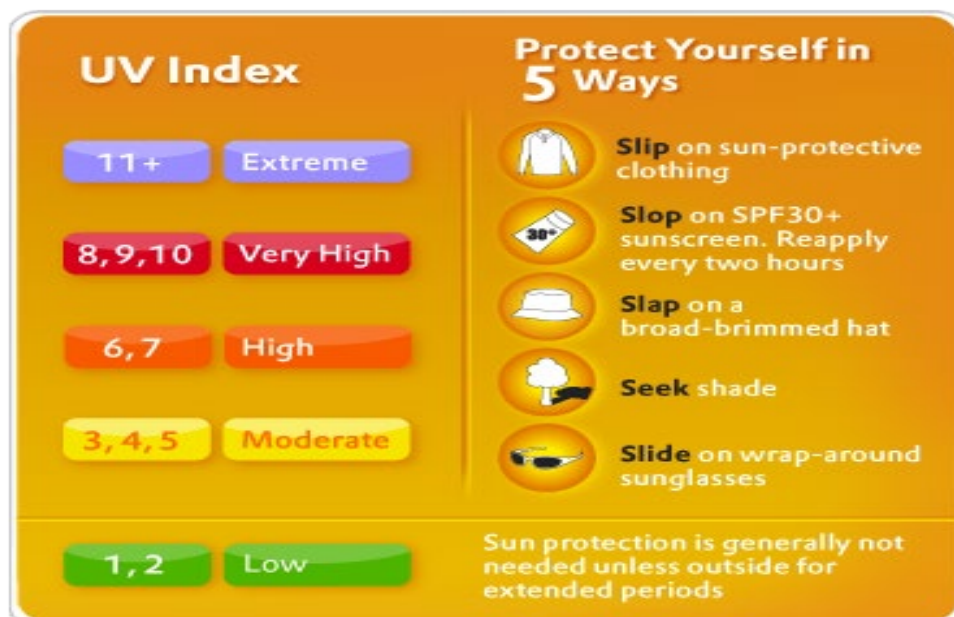 UV Index
11+ Extreme
8, 9, 10 Very High
6, 7 High
3, 4, 5 Moderate
1, 2 Low
Protect Yourself in
5 Ways
Slip on sun-protective
clothing
30+
Slop on SPF30+
sunscreen. Reapply
every two hours
Slap on a
broad-brimmed hat
Seek shade
Slide on wrap-around
sunglasses
Sun protection is generally not
needed unless outside for
extended periods